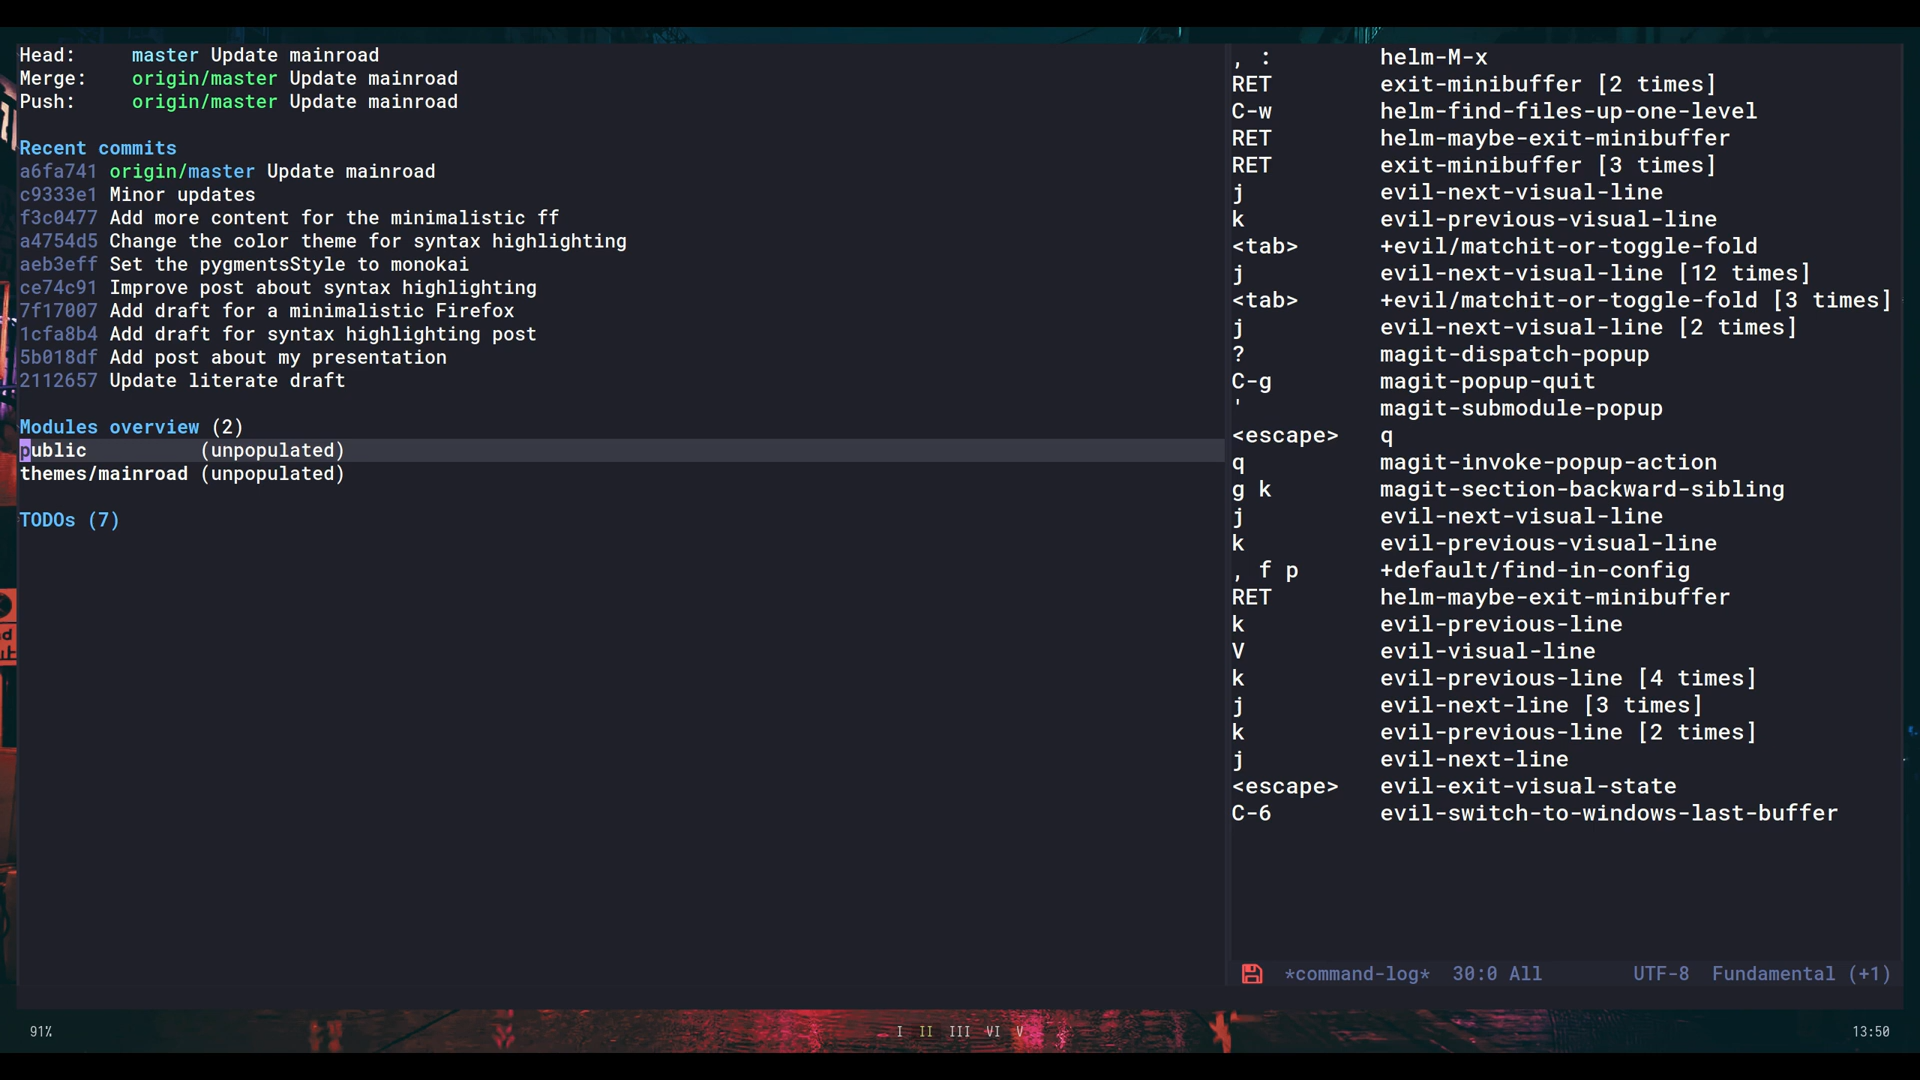 Head:     master Update mainroad
Merge:    origin/master Update mainroad
Push:     origin/master Update mainroad
Recent commits
a6fa741 origin/master Update mainroad
c9333e1 Minor updates
f3c0477 Add more content for the minimalistic ff
a4754d5 Change the color theme for syntax highlighting
aeb3eff Set the pygmentsStyle to monokai
ce74c91 Improve post about syntax highlighting
7f17007 Add draft for a minimalistic Firefox
1cfa8b4 Add draft for syntax highlighting post
5b018df Add post about my presentation
2112657 Update literate draft
Modules overview (2)
public          (unpopulated)
themes/mainroad (unpopulated)
TODOs (7)
, :        helm-M-x
RET        exit-minibuffer [2 times]
C-w        helm-find-files-up-one-level
RET        helm-maybe-exit-minibuffer
RET        exit-minibuffer [3 times]
j          evil-next-visual-line
k          evil-previous-visual-line
<tab>      +evil/matchit-or-toggle-fold
j          evil-next-visual-line [12 times]
<tab>      +evil/matchit-or-toggle-fold [3 times]
j          evil-next-visual-line [2 times]
?          magit-dispatch-popup
C-g        magit-popup-quit
'          magit-submodule-popup
<escape>   q
q          magit-invoke-popup-action
g k        magit-section-backward-sibling
j          evil-next-visual-line
k          evil-previous-visual-line
, f p      +default/find-in-config
RET        helm-maybe-exit-minibuffer
k          evil-previous-line
V          evil-visual-line
k          evil-previous-line [4 times]
j          evil-next-line [3 times]
k          evil-previous-line [2 times]
j          evil-next-line
<escape>   evil-exit-visual-state
C-6        evil-switch-to-windows-last-buffer
*command-log*  30:0 All  UTF-8  Fundamental (+1)
91%  I II III VI V  13:50